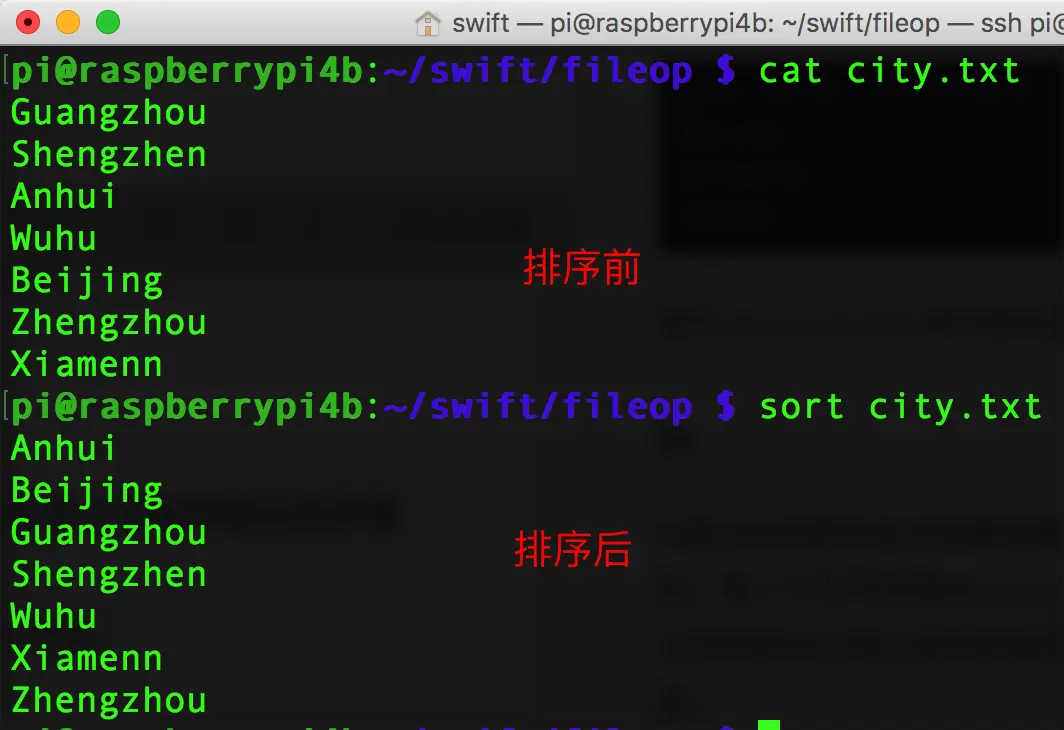 swift — pi@raspberrypi4b: ~/swift/fileop — ssh pi@
pi@raspberrypi4b:~/swift/fileop $ cat city.txt
Guangzhou
Shengzhen
Anhui
Wuhu
排序前
Beijing
Zhengzhou
Xiamenn
pi@raspberrypi4b:~/swift/fileop $ sort city.txt
Anhui
Beijing
Guangzhou
排序后
Shengzhen
Wuhu
Xiamenn
Zhengzhou